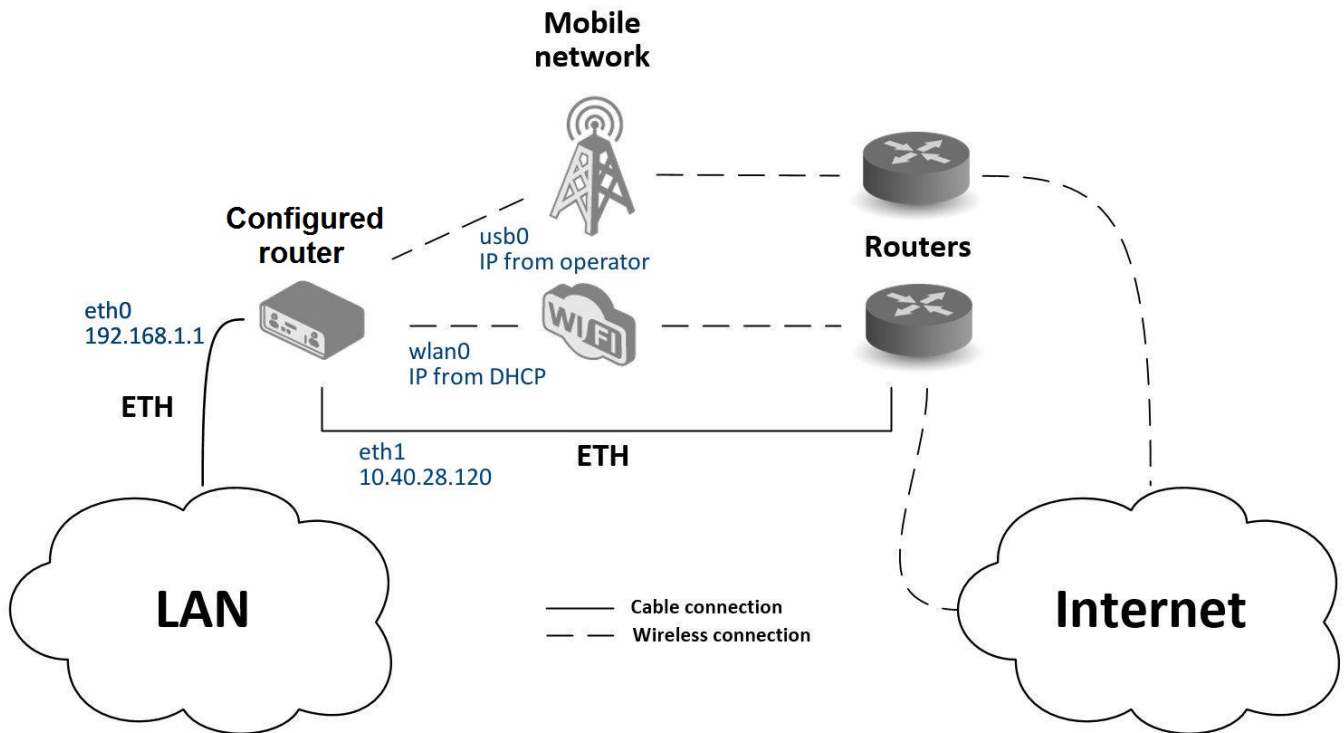 Mobile
network
Configured
router
usb0
IP from operator
Routers
eth0
192.168.1.1
WI FI
wlan0
IP from DHCP
ETH
eth1
10.40.28.120
ETH
LAN
Internet
Cable connection
Wireless connection